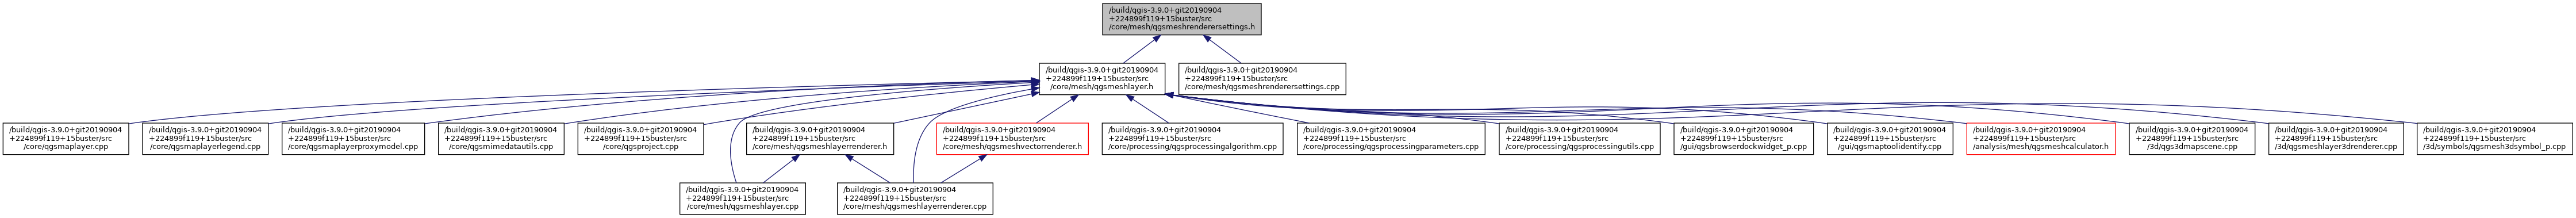 /build/qgis-3.9.0+git20190904
+224899f119+15buster/src
/core/mesh/qgsmeshrenderersettings.h
/build/qgis-3.9.0+git20190904
+224899f119+15buster/src
/core/mesh/qgsmeshlayer.h
/build/qgis-3.9.0+git20190904
+224899f119+15buster/src
/core/mesh/qgsmeshrenderersettings.cpp
/build/qgis-3.9.0+git20190904
+224899f119+15buster/src
/core/qgsmaplayer.cpp
/build/qgis-3.9.0+git20190904
+224899f119+15buster/src
/core/qgsmaplayerlegend.cpp
/build/qgis-3.9.0+git20190904
+224899f119+15buster/src
/core/qgsmaplayerproxymodel.cpp
/build/qgis-3.9.0+git20190904
+224899f119+15buster/src
/core/qgsmimedatautils.cpp
/build/qgis-3.9.0+git20190904
+224899f119+15buster/src
/core/qgsproject.cpp
/build/qgis-3.9.0+git20190904
+224899f119+15buster/src
/core/mesh/qgsmeshlayerrenderer.h
/build/qgis-3.9.0+git20190904
+224899f119+15buster/src
/core/mesh/qgsmeshvectorrenderer.h
/build/qgis-3.9.0+git20190904
+224899f119+15buster/src
/core/processing/qgsprocessingalgorithm.cpp
/build/qgis-3.9.0+git20190904
+224899f119+15buster/src
/core/processing/qgsprocessingparameters.cpp
/build/qgis-3.9.0+git20190904
+224899f119+15buster/src
/core/processing/qgsprocessingutils.cpp
/build/qgis-3.9.0+git20190904
+224899f119+15buster/src
/gui/qgsbrowserdockwidget_p.cpp
/build/qgis-3.9.0+git20190904
+224899f119+15buster/src
/gui/qgsmaptoolidentify.cpp
/build/qgis-3.9.0+git20190904
+224899f119+15buster/src
/analysis/mesh/qgsmeshcalculator.h
/build/qgis-3.9.0+git20190904
+224899f119+15buster/src
/3d/qgs3dmapscene.cpp
/build/qgis-3.9.0+git20190904
+224899f119+15buster/src
/3d/qgsmeshlayer3drenderer.cpp
/build/qgis-3.9.0+git20190904
+224899f119+15buster/src
/3d/symbols/qgsmesh3dsymbol_p.cpp
/build/qgis-3.9.0+git20190904
+224899f119+15buster/src
/core/mesh/qgsmeshlayer.cpp
/build/qgis-3.9.0+git20190904
+224899f119+15buster/src
/core/mesh/qgsmeshlayerrenderer.cpp